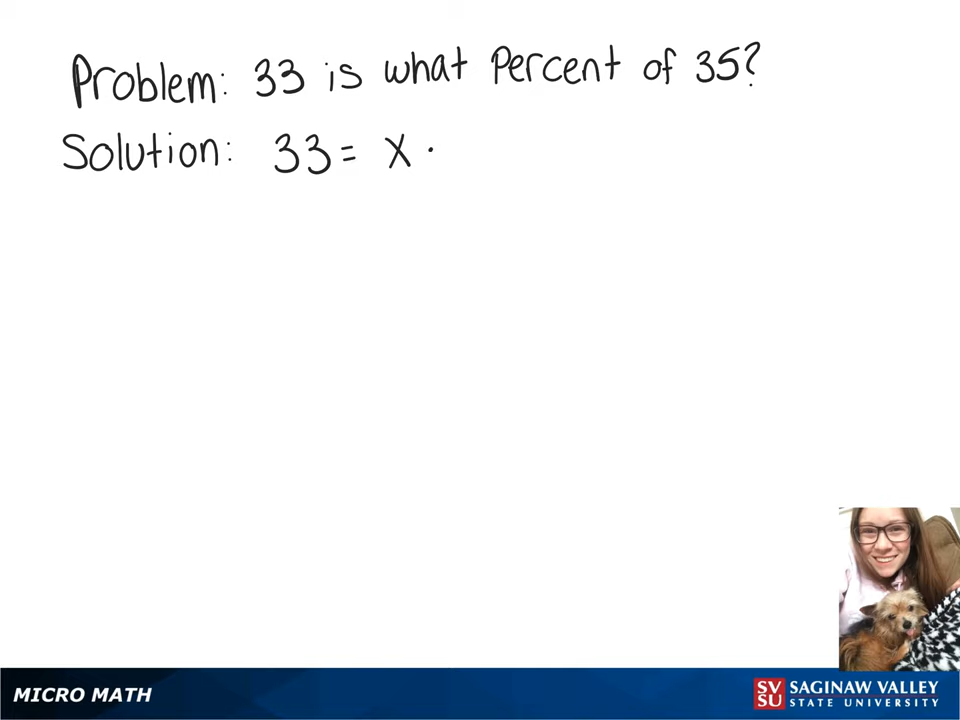 Problem: 33 is what percent of 35?
Solution: 33 = x ·
MICRO MATH
SV SU SAGINAW VALLEY
STATE UNIVERSITY